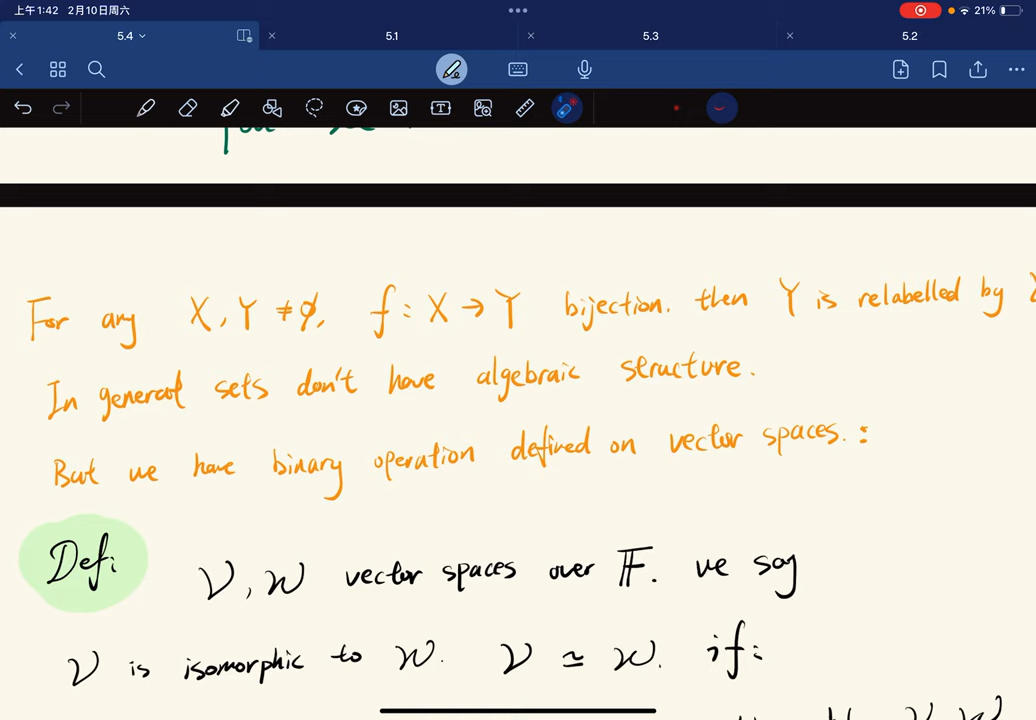 上午1:42 2月10日周六
21%
5.4
5.1
5.3
5.2
For any X, Y ≠ ∅, f : X → Y bijection. then Y is relabelled by
In general sets don't have algebraic structure.
But we have binary operation defined on vector spaces. :
Def: V, W vector spaces over 𝔽. we say
V is isomorphic to W. V ≃ W. if: